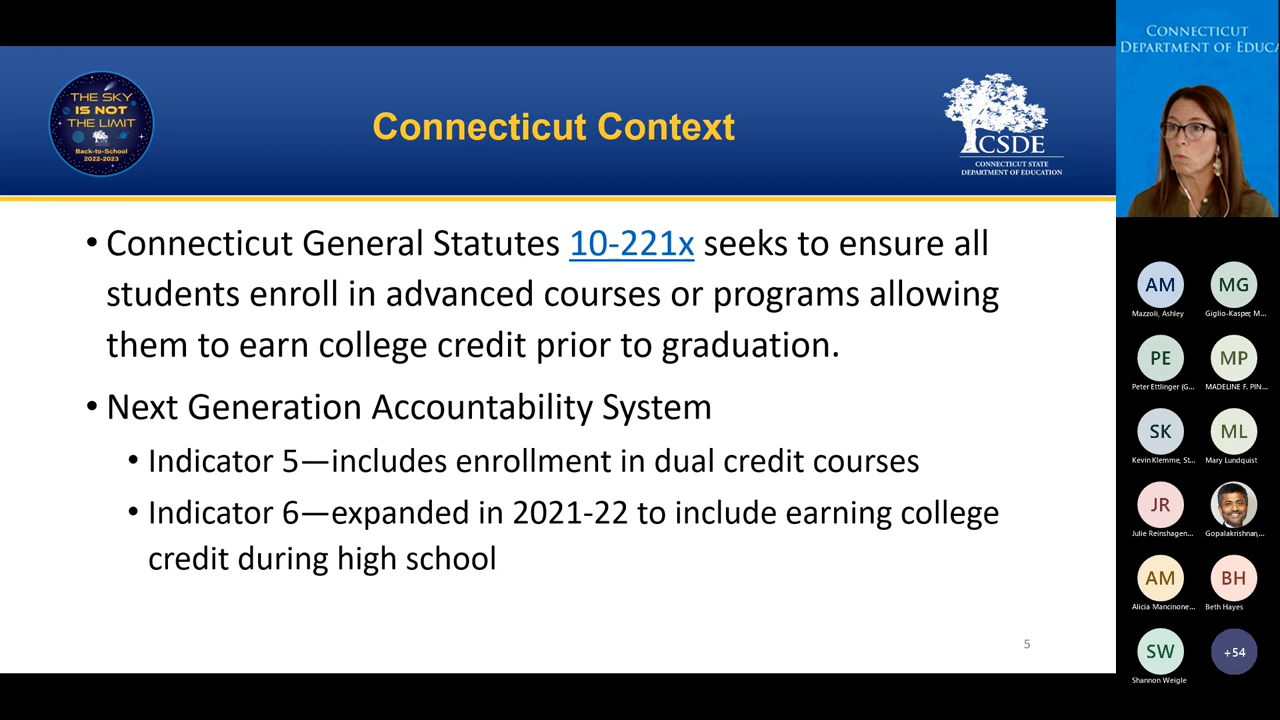 THE SKY
IS NOT
THE LIMIT
Back-to-School
2022-2023
Connecticut Context
CSDE
CONNECTICUT STATE
DEPARTMENT OF EDUCATION
• Connecticut General Statutes 10-221x seeks to ensure all
students enroll in advanced courses or programs allowing
them to earn college credit prior to graduation.
• Next Generation Accountability System
• Indicator 5—includes enrollment in dual credit courses
• Indicator 6—expanded in 2021-22 to include earning college
credit during high school
5
CONNECTICUT
DEPARTMENT OF EDUCA
AM
MG
Mazzoli, Ashley
Giglio-Kasper, M...
PE
MP
Peter Ettlinger (G...
MADELINE F. PIN...
SK
ML
Kevin Klemme, St...
Mary Lundquist
JR
Julie Reinshagen...
Gopalakrishnan,...
AM
BH
Alicia Mancinone...
Beth Hayes
SW
+54
Shannon Weigle